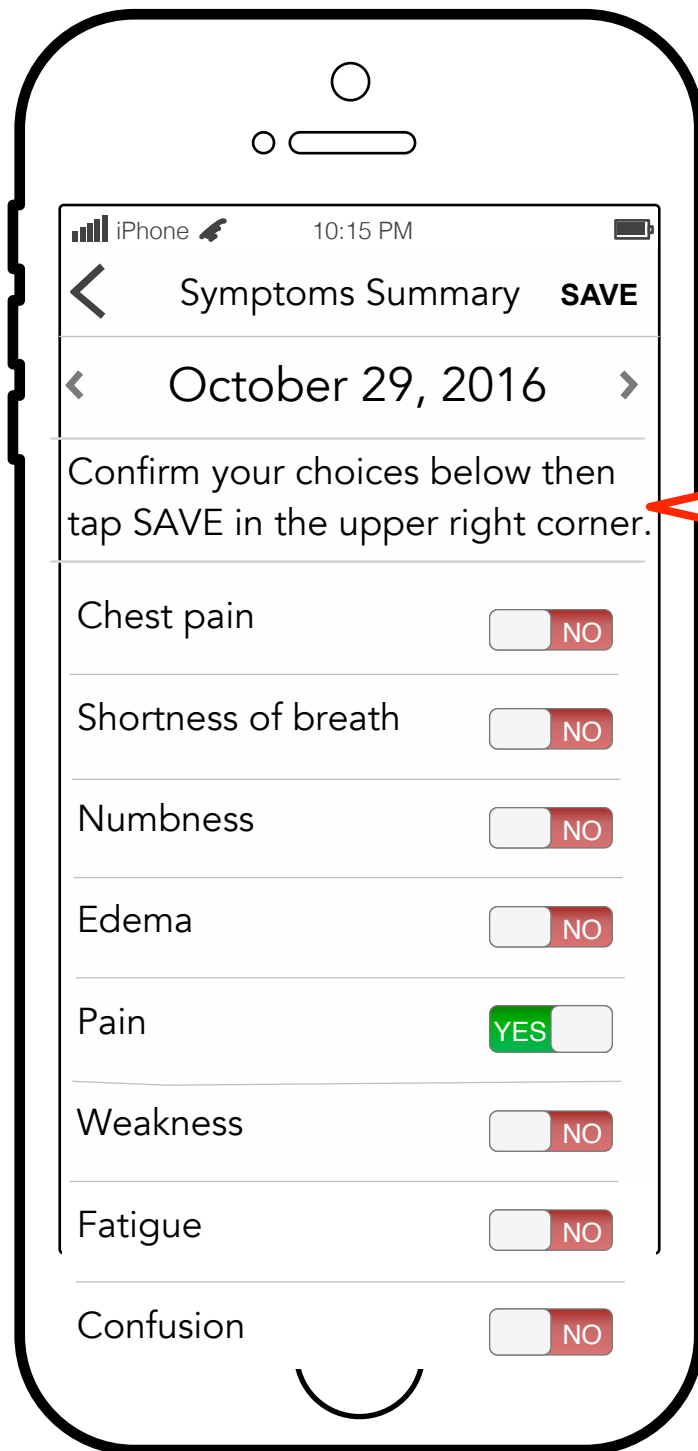 iPhone 10:15 PM
Symptoms Summary SAVE
October 29, 2016
Confirm your choices below then
tap SAVE in the upper right corner.
Chest pain NO
Shortness of breath NO
Numbness NO
Edema NO
Pain YES
Weakness NO
Fatigue NO
Confusion NO